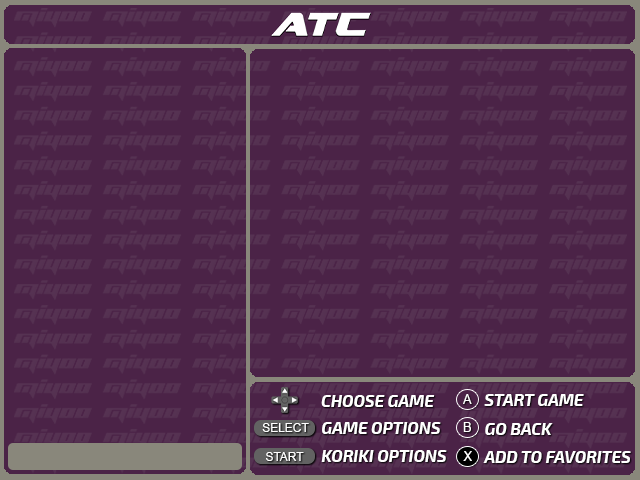 ATC
CHOOSE GAME
A START GAME
SELECT GAME OPTIONS
B GO BACK
START KORIKI OPTIONS
X ADD TO FAVORITES